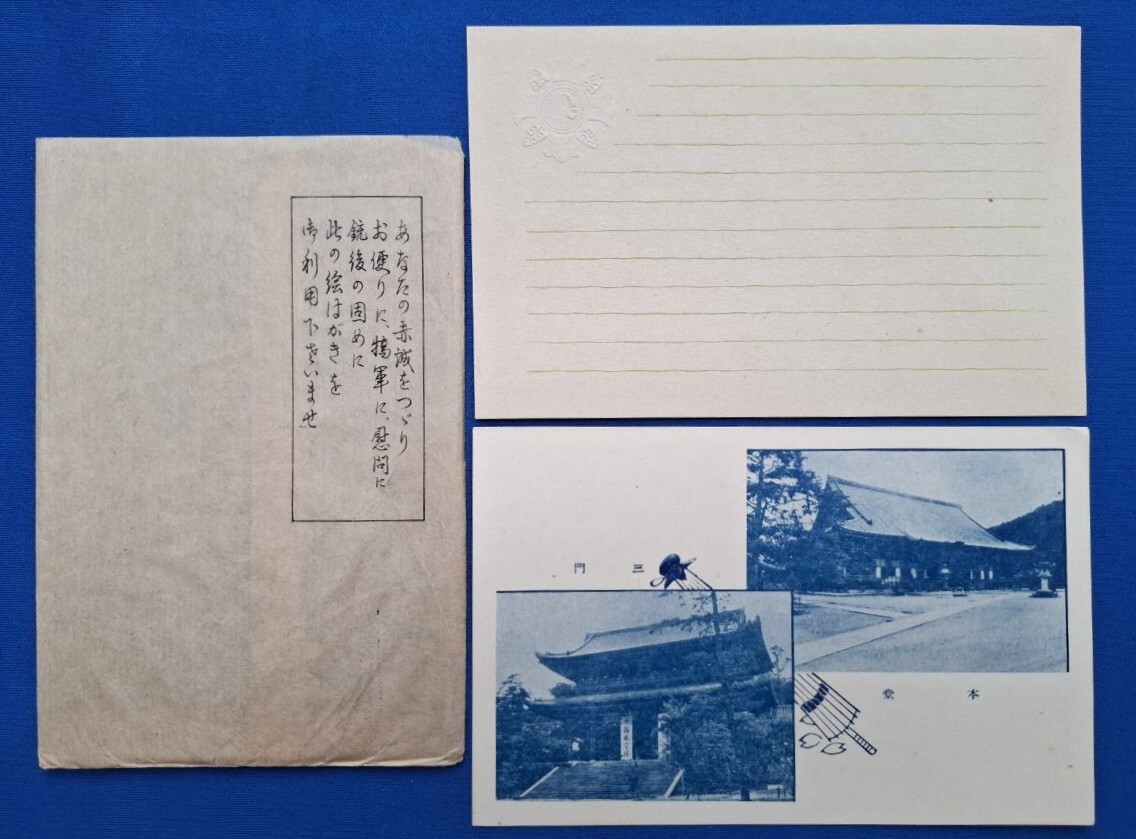 あなたの赤誠をつゞり
お便りに、犒軍に、慰問に
銃後の固めに
此の絵はがきを
御利用下さいませ
門　三
堂　本